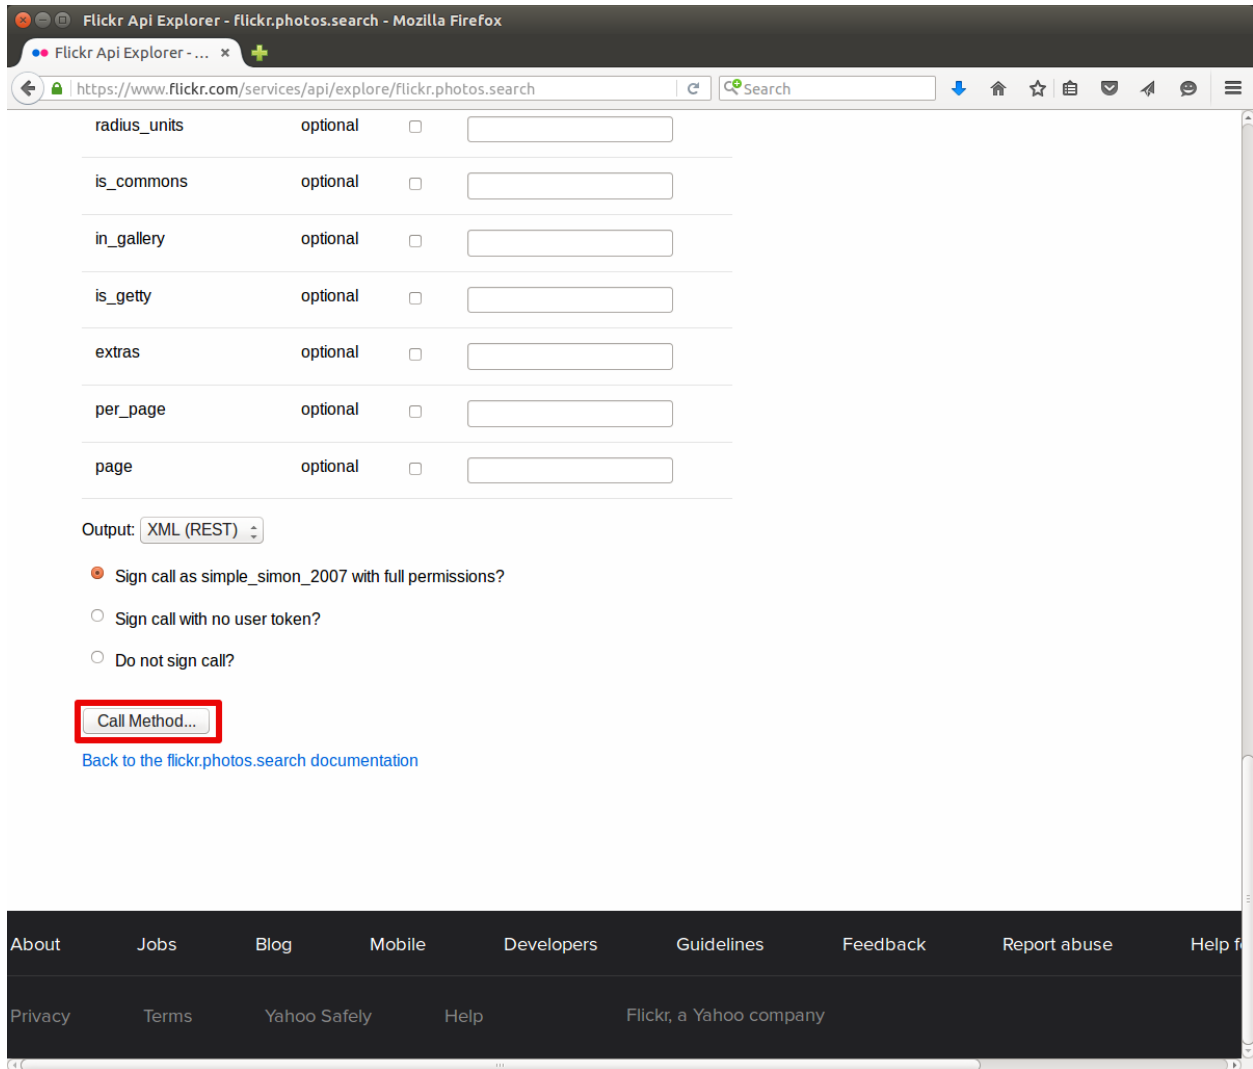 Flickr Api Explorer - flickr.photos.search - Mozilla Firefox
Flickr Api Explorer - ...
https://www.flickr.com/services/api/explore/flickr.photos.search
Search
radius_units optional
is_commons optional
in_gallery optional
is_getty optional
extras optional
per_page optional
page optional
Output: XML (REST)
Sign call as simple_simon_2007 with full permissions?
Sign call with no user token?
Do not sign call?
Call Method...
Back to the flickr.photos.search documentation
About Jobs Blog Mobile Developers Guidelines Feedback Report abuse Help f
Privacy Terms Yahoo Safely Help Flickr, a Yahoo company